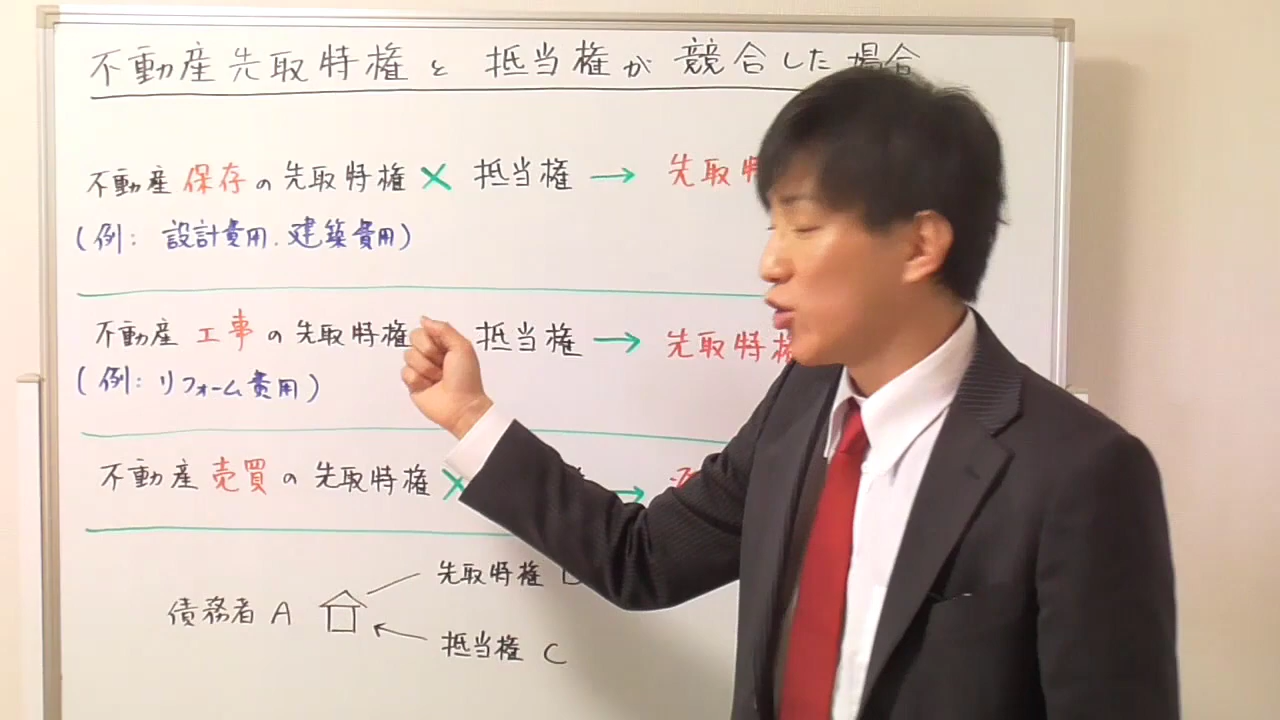 不動産先取特権と抵当権が競合した場合
不動産保存の先取特権 × 抵当権 → 先取特
(例：設計費用．建築費用)
不動産工事の先取特権 抵当権 → 先取特権
(例：リフォーム費用)
不動産売買の先取特権 × →
先取特権
債務者 A
抵当権 C